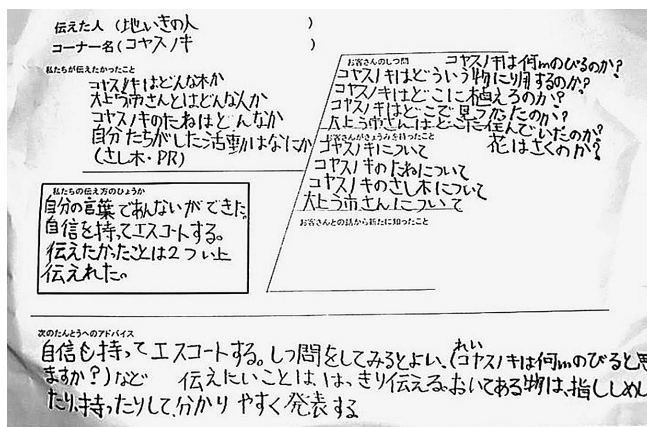 伝えた人（地いきの人　）
コーナー名（コヤスノキ　）
私たちが伝えたかったこと
コヤスノキはどんな木か
大上う市さんとはどんな人か
コヤスノキのたねはどんなか
自分たちがした活動はなにか
（さし木・PR）
お客さんのしつ問
コヤスノキは何mのびるのか?
コヤスノキはどういう物にり用するのか?
コヤスノキはどこに植えろのか?
コヤスノキはどこで見つかったのか?
大上う市さんはどこに住んでいたのか?
花はさくのか?
お客さんがきょうみを持ったこと
コヤスノキについて
コヤスノキのたねについて
コヤスノキのさし木について
大上う市さんについて
お客さんとの話から新たに知ったこと
私たちの伝え方のひょうか
自分の言葉であんないができた。
自信を持ってエスコートする。
伝えたかったことは2つい上
伝えれた。
次のたんとうへのアドバイス
自信を持ってエスコートする。しつ問をしてみるとよい、(れい コヤスノキは何mのびると思
ますか?)など 伝えたいことは、はっきり伝える。おいてある物は、指ししめし
たり、持ったりして、分かりやすく発表する